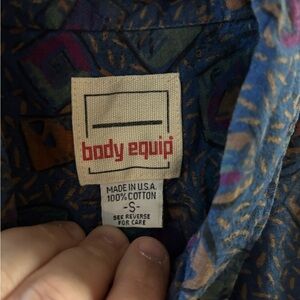 body equip
MADE IN U.S.A.
100% COTTON
-S-
SEE REVERSE
FOR CARE